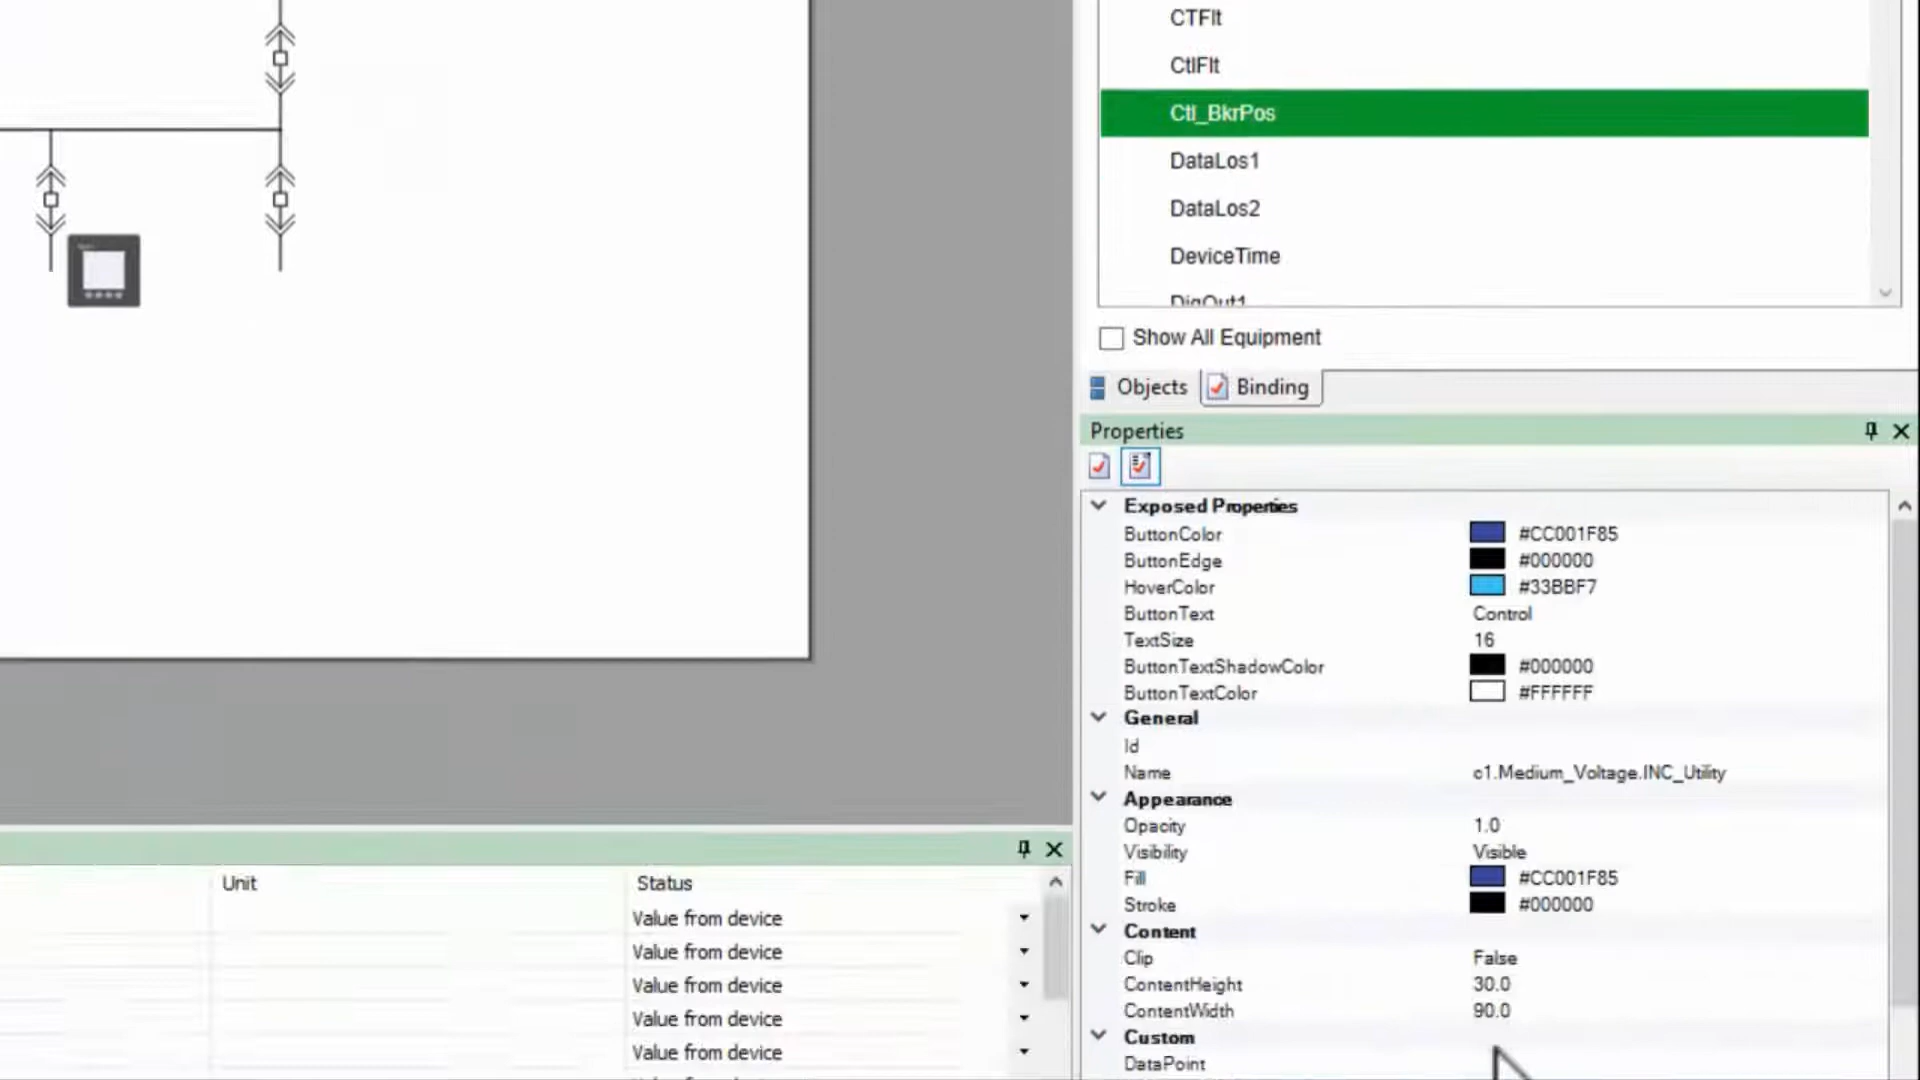 CTFlt
CtlFlt
Ctl_BkrPos
DataLos1
DataLos2
DeviceTime
DigOut1
Show All Equipment
Objects Binding
Properties
Exposed Properties
ButtonColor #CC001F85
ButtonEdge #000000
HoverColor #33BBF7
ButtonText Control
TextSize 16
ButtonTextShadowColor #000000
ButtonTextColor #FFFFFF
General
Id
Name c1.Medium_Voltage.INC_Utility
Appearance
Opacity 1.0
Visibility Visible
Fill #CC001F85
Stroke #000000
Content
Clip False
ContentHeight 30.0
ContentWidth 90.0
Custom
DataPoint
Unit Status
Value from device
Value from device
Value from device
Value from device
Value from device